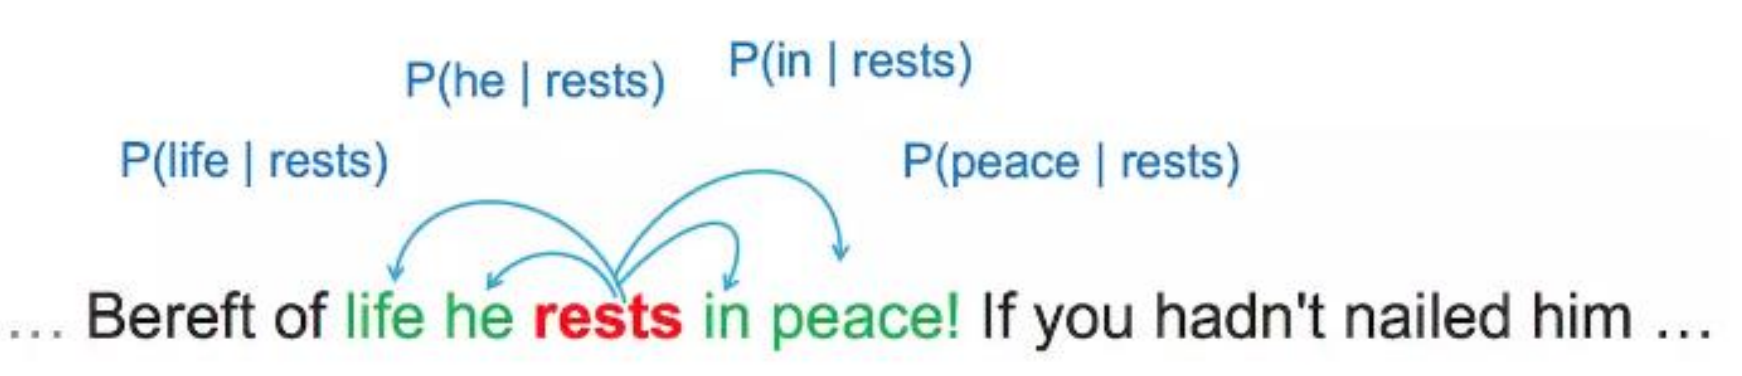 P(in | rests)
P(he | rests)
P(life | rests)
P(peace | rests)
... Bereft of life he rests in peace! If you hadn't nailed him ...